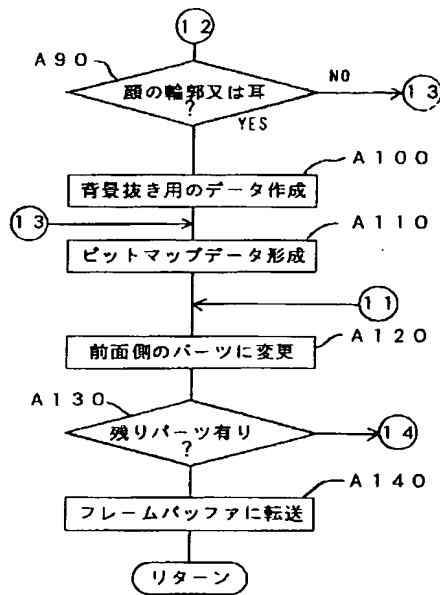 12
A90
顔の輪郭又は耳
?
NO
13
YES
A100
背景抜き用のデータ作成
13
A110
ビットマップデータ形成
11
A120
前面側のパーツに変更
A130
残りパーツ有り
?
14
A140
フレームバッファに転送
リターン